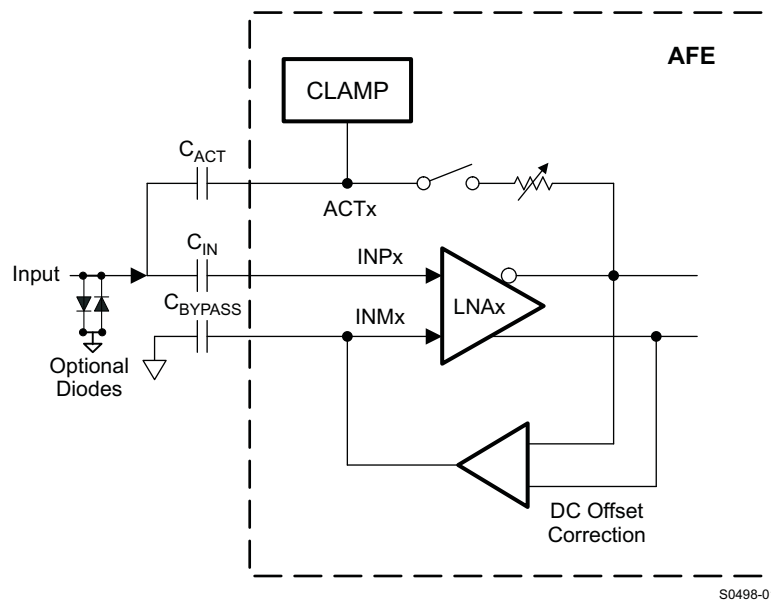 AFE
CLAMP
C_ACT
ACTx
C_IN
INPx
Input
C_BYPASS
INMx
LNAx
Optional
Diodes
DC Offset
Correction
S0498-0